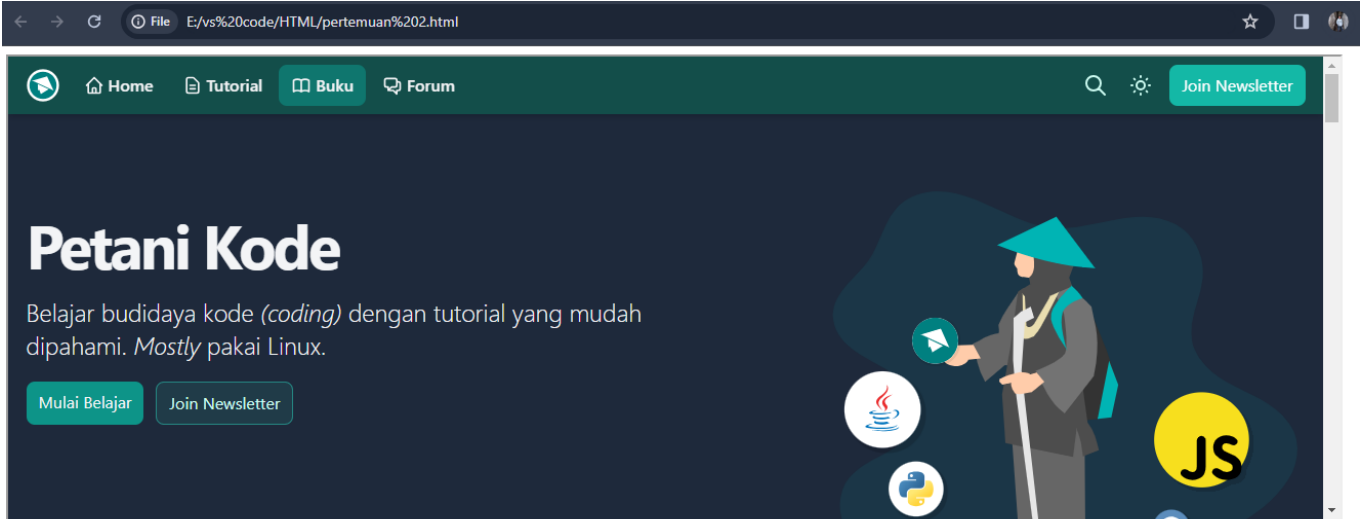 File E:/vs%20code/HTML/pertemuan%202.html
Home Tutorial Buku Forum Join Newsletter
Petani Kode
Belajar budidaya kode (coding) dengan tutorial yang mudah
dipahami. Mostly pakai Linux.
Mulai Belajar Join Newsletter
JS